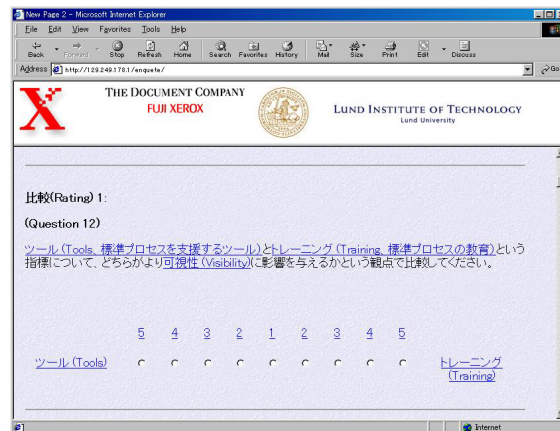 New Page 2 - Microsoft Internet Explorer
File Edit View Favorites Tools Help
Back Forward Stop Refresh Home Search Favorites History Mail Size Print Edit Discuss
Address http://129.249.178.1/enquete/ Go
X THE DOCUMENT COMPANY
FUJI XEROX
LUND INSTITUTE OF TECHNOLOGY
Lund University
比較(Rating) 1:
(Question 12)
ツール(Tools、標準プロセスを支援するツール)とトレーニング(Training、標準プロセスの教育)という
指標について、どちらがより可視性(Visibility)に影響を与えるかという観点で比較してください。
5 4 3 2 1 2 3 4 5
ツール(Tools) トレーニング
(Training)
Internet